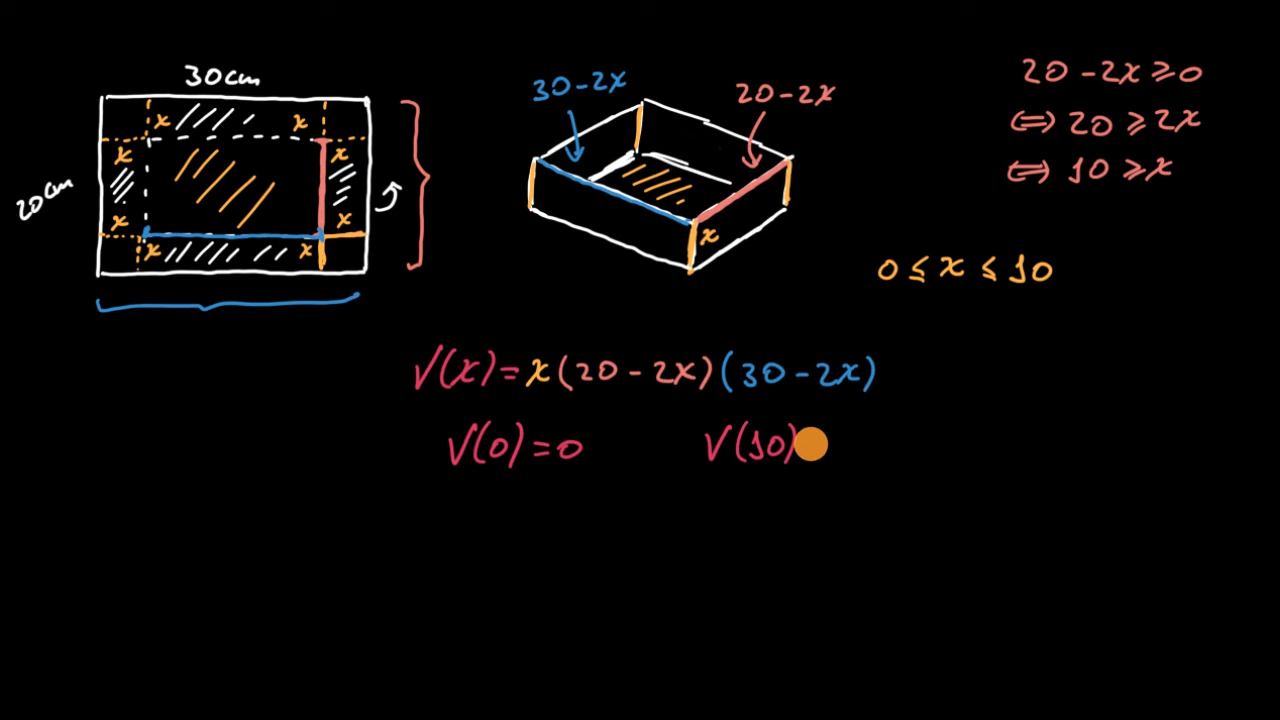 30cm
20cm
x x
x x
x x
x x
30-2x
20-2x
x
20-2x⩾0
⇔ 20⩾2x
⇔ 10⩾x
0≤x≤10
V(x)=x(20-2x)(30-2x)
V(0)=0 V(10)